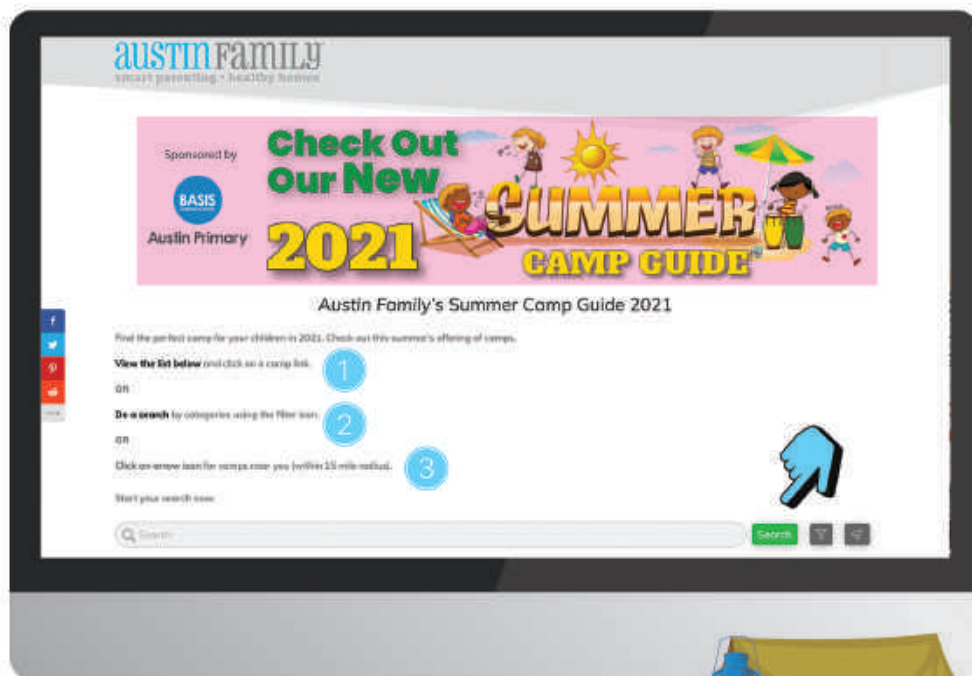 AUSTIN FAMILY
smart parenting • healthy homes
Sponsored by
BASIS
Austin Primary
Check Out
Our New
2021
SUMMER
CAMP GUIDE
Austin Family's Summer Camp Guide 2021
Find the perfect camp for your children in 2021. Check out this summer's offering of camps.
View the list below and click on a camp link.
1
OR
Do a search by categories using the filter icon.
2
OR
Click on arrow icon for camps near you (within 15 mile radius).
3
Start your search now
Search
Search